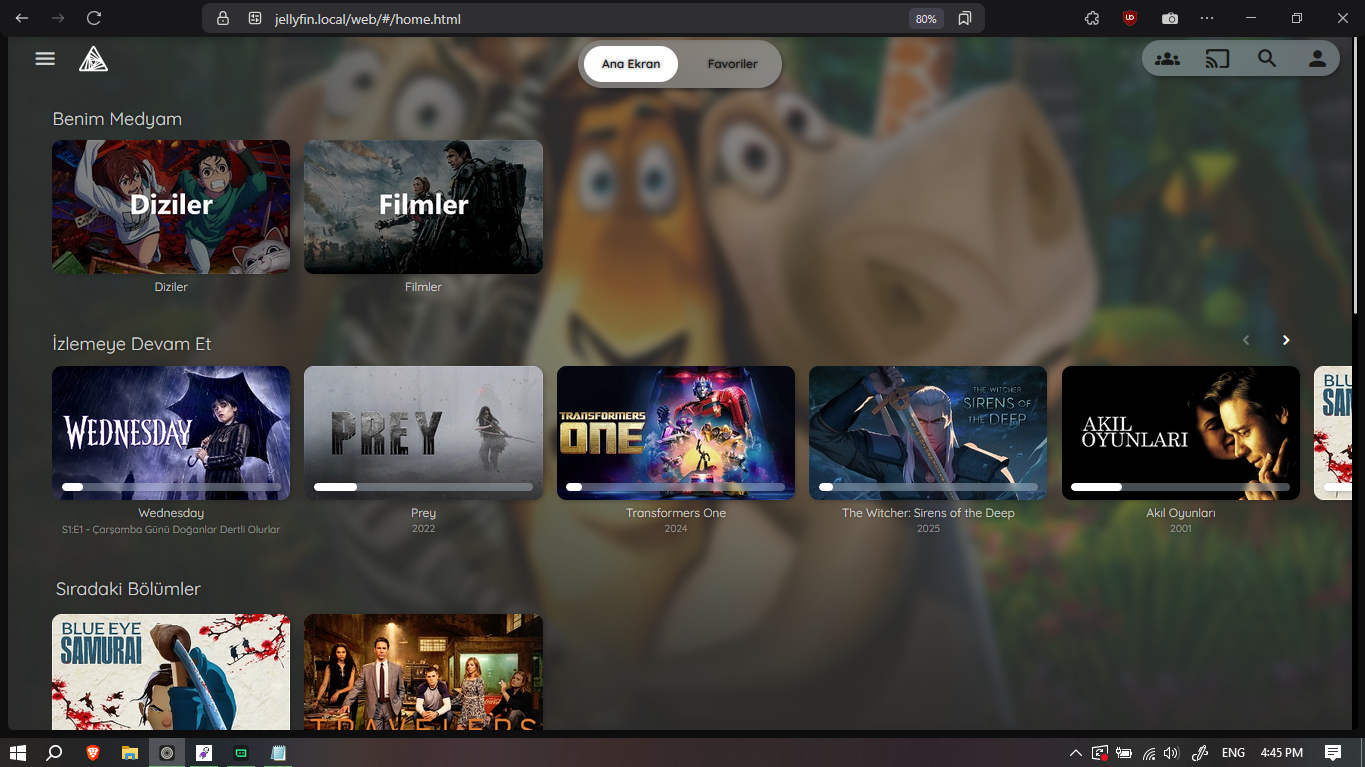 jellyfin.local/web/#/home.html
80%
UD
Ana Ekran
Favoriler
Benim Medyam
Diziler
Filmler
Diziler
Filmler
İzlemeye Devam Et
WEDNESDAY
PREY
TRANSFORMERS
ONE
THE WITCHER
SIRENS OF
THE DEEP
AKIL
OYUNLARI
BLU
SA
Wednesday
Prey
Transformers One
The Witcher: Sirens of the Deep
Akıl Oyunları
S1:E1 - Çarşamba Günü Doğanlar Dertli Olurlar
2022
2024
2025
2001
Sıradaki Bölümler
BLUE EYE
SAMURAI
TRAVELERS
ENG
4:45 PM